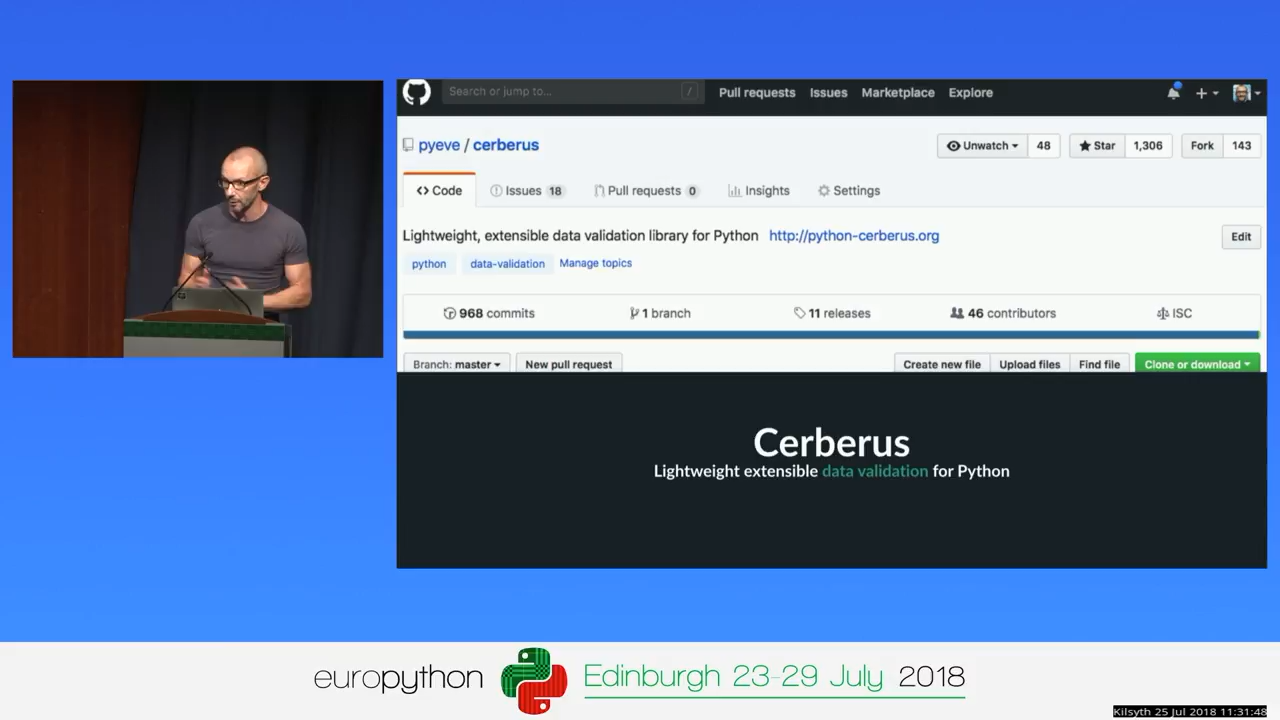 Search or jump to... /
Pull requests Issues Marketplace Explore
pyeve / cerberus
Unwatch 48 Star 1,306 Fork 143
Code Issues 18 Pull requests 0 Insights Settings
Lightweight, extensible data validation library for Python http://python-cerberus.org Edit
python data-validation Manage topics
968 commits 1 branch 11 releases 46 contributors ISC
Branch: master New pull request Create new file Upload files Find file Clone or download
Cerberus
Lightweight extensible data validation for Python
europython Edinburgh 23-29 July 2018
Kilsyth 25 Jul 2018 11:31:48